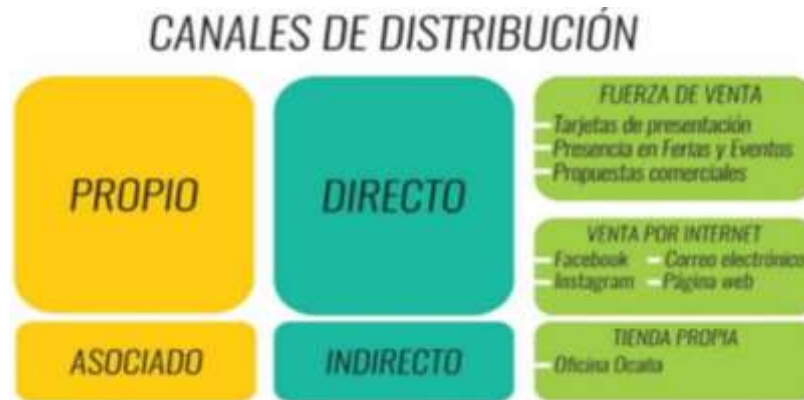 CANALES DE DISTRIBUCIÓN
PROPIO
DIRECTO
FUERZA DE VENTA
Tarjetas de presentación
Presencia en Ferias y Eventos
Propuestas comerciales
VENTA POR INTERNET
Facebook
Correo electrónico
Instagram
Página web
ASOCIADO
INDIRECTO
TIENDA PROPIA
Oficina Ocaña